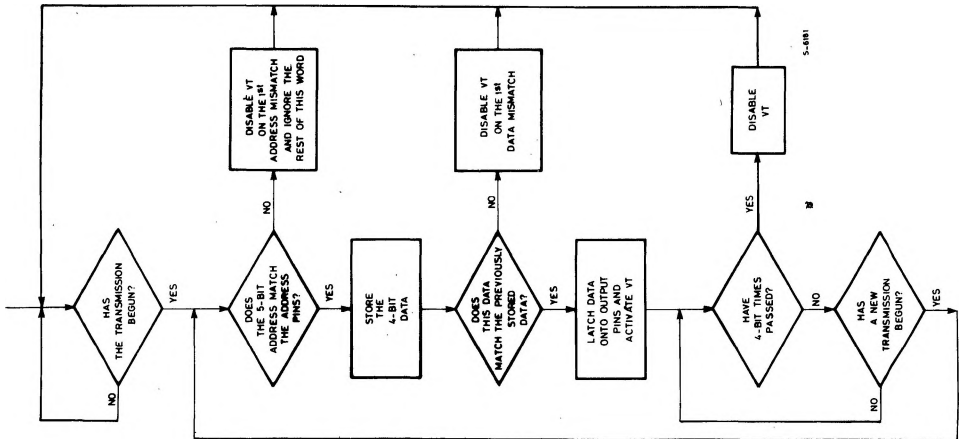 HAS
THE TRANSMISSION
BEGUN?
NO
YES
DOES
THE 5-BIT
ADDRESS MATCH
THE ADDRESS
PINS?
NO
DISABLE VT
ON THE 1st
ADDRESS MISMATCH
AND IGNORE THE
REST OF THIS WORD
YES
STORE
THE
4-BIT
DATA
DOES
THIS DATA
MATCH THE PREVIOUSLY
STORED
DATA?
NO
DISABLE VT
ON THE 1st
DATA MISMATCH
YES
LATCH DATA
ONTO OUTPUT
PINS AND
ACTIVATE VT
HAVE
4-BIT TIMES
PASSED?
YES
DISABLE
VT
NO
HAS
A NEW
TRANSMISSION
BEGUN?
NO
YES
S-6181